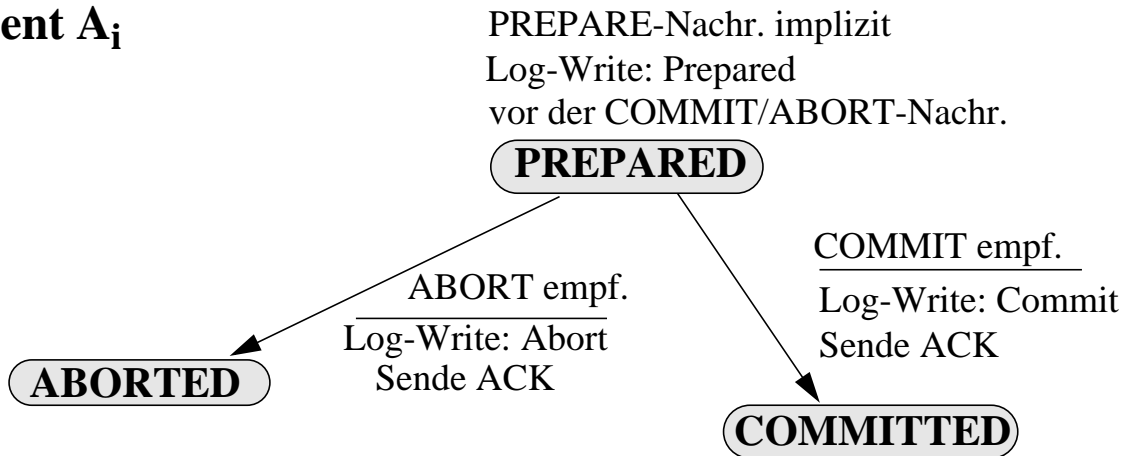 ent Ai
PREPARE-Nachr. implizit
Log-Write: Prepared
vor der COMMIT/ABORT-Nachr.
PREPARED
COMMIT empf.
Log-Write: Commit
Sende ACK
ABORT empf.
Log-Write: Abort
Sende ACK
ABORTED
COMMITTED